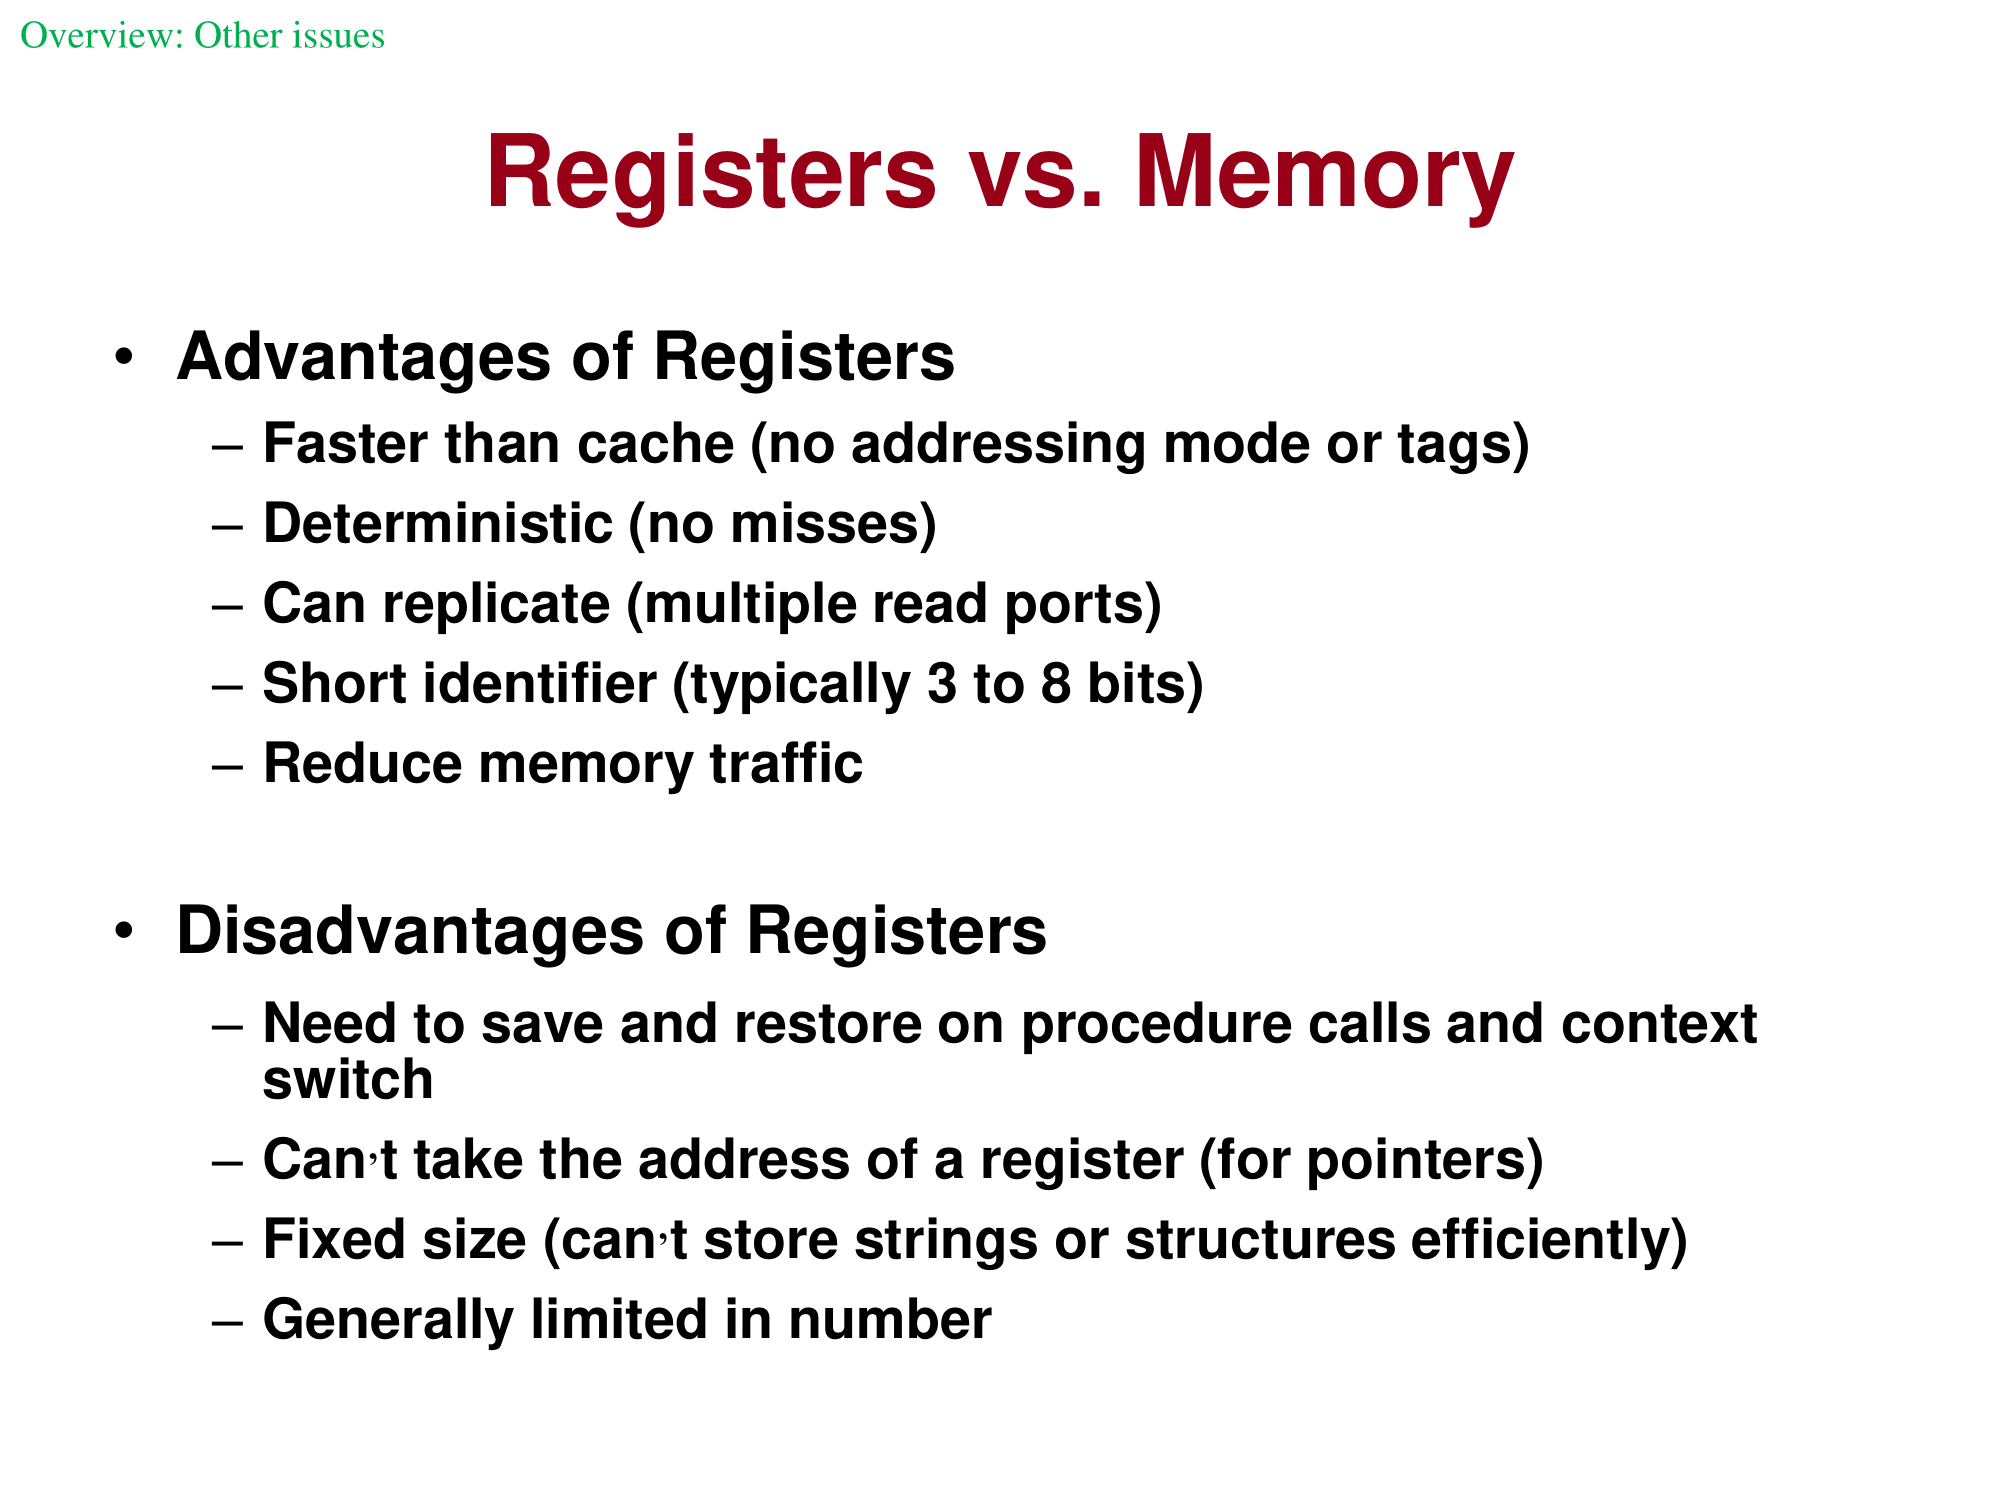 Overview: Other issues
Registers vs. Memory
• Advantages of Registers
– Faster than cache (no addressing mode or tags)
– Deterministic (no misses)
– Can replicate (multiple read ports)
– Short identifier (typically 3 to 8 bits)
– Reduce memory traffic
• Disadvantages of Registers
– Need to save and restore on procedure calls and context
switch
– Can’t take the address of a register (for pointers)
– Fixed size (can’t store strings or structures efficiently)
– Generally limited in number